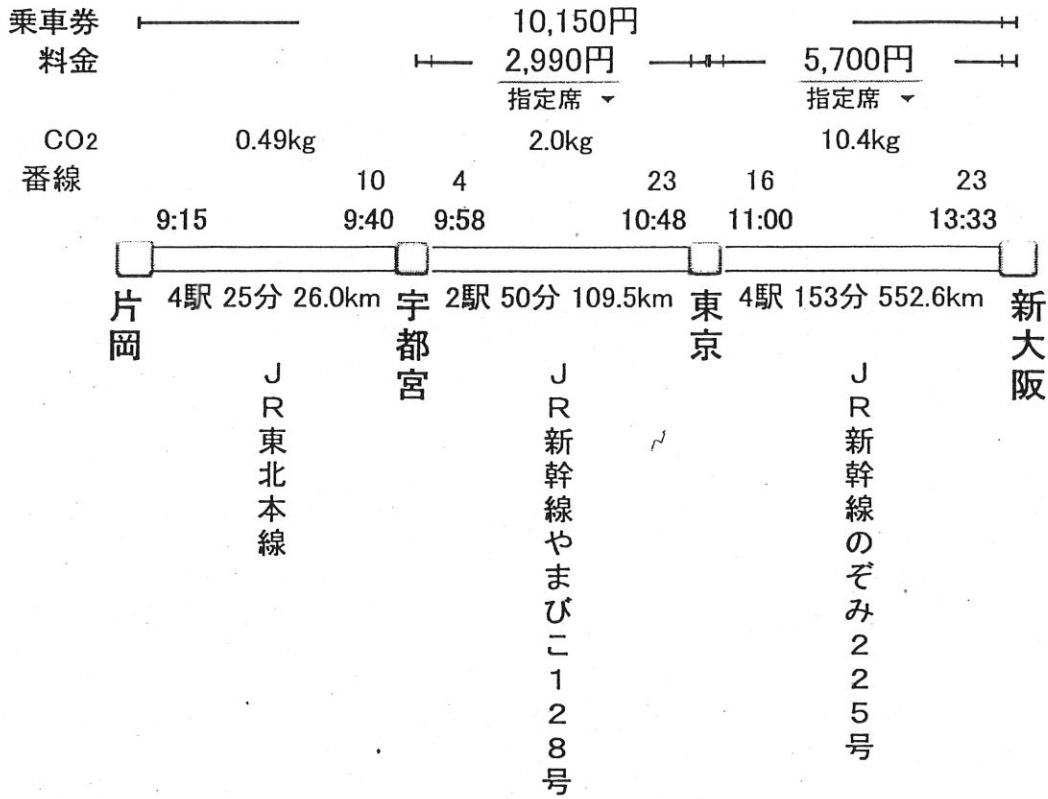 乗車券 10,150円
料金 2,990円 5,700円
指定席 指定席
CO2 0.49kg 2.0kg 10.4kg
番線 10 4 23 16 23
9:15 9:40 9:58 10:48 11:00 13:33
4駅 25分 26.0km 2駅 50分 109.5km 4駅 153分 552.6km
片岡
宇都宮
東京
新大阪
JR東北本線
JR新幹線やまびこ128号
JR新幹線のぞみ225号